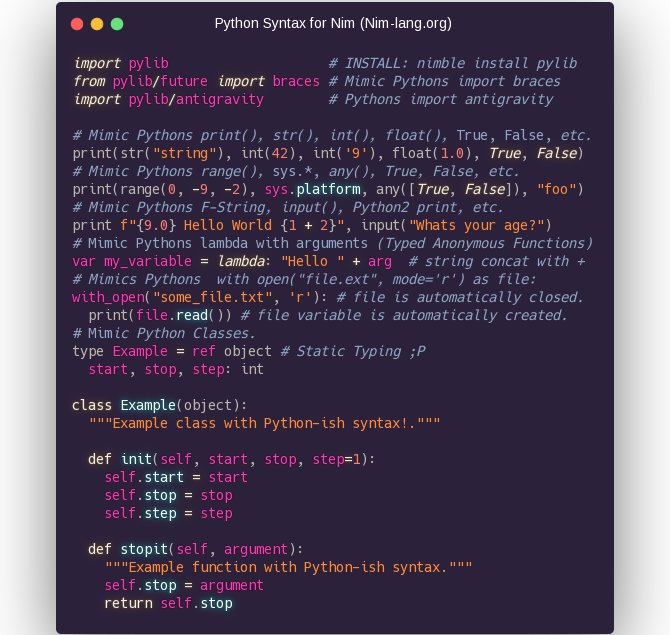 Python Syntax for Nim (Nim-lang.org)
import pylib                    # INSTALL: nimble install pylib
from pylib/future import braces # Mimic Pythons import braces
import pylib/antigravity        # Pythons import antigravity

# Mimic Pythons print(), str(), int(), float(), True, False, etc.
print(str("string"), int(42), int('9'), float(1.0), True, False)
# Mimic Pythons range(), sys.*, any(), True, False, etc.
print(range(0, -9, -2), sys.platform, any([True, False]), "foo")
# Mimic Pythons F-String, input(), Python2 print, etc.
print f"{9.0} Hello World {1 + 2}", input("Whats your age?")
# Mimic Pythons lambda with arguments (Typed Anonymous Functions)
var my_variable = lambda: "Hello " + arg  # string concat with +
# Mimics Pythons  with open("file.ext", mode='r') as file:
with_open("some_file.txt", 'r'): # file is automatically closed.
  print(file.read()) # file variable is automatically created.
# Mimic Python Classes.
type Example = ref object # Static Typing ;P
  start, stop, step: int

class Example(object):
  """Example class with Python-ish syntax!."""

  def init(self, start, stop, step=1):
    self.start = start
    self.stop = stop
    self.step = step

  def stopit(self, argument):
    """Example function with Python-ish syntax."""
    self.stop = argument
    return self.stop